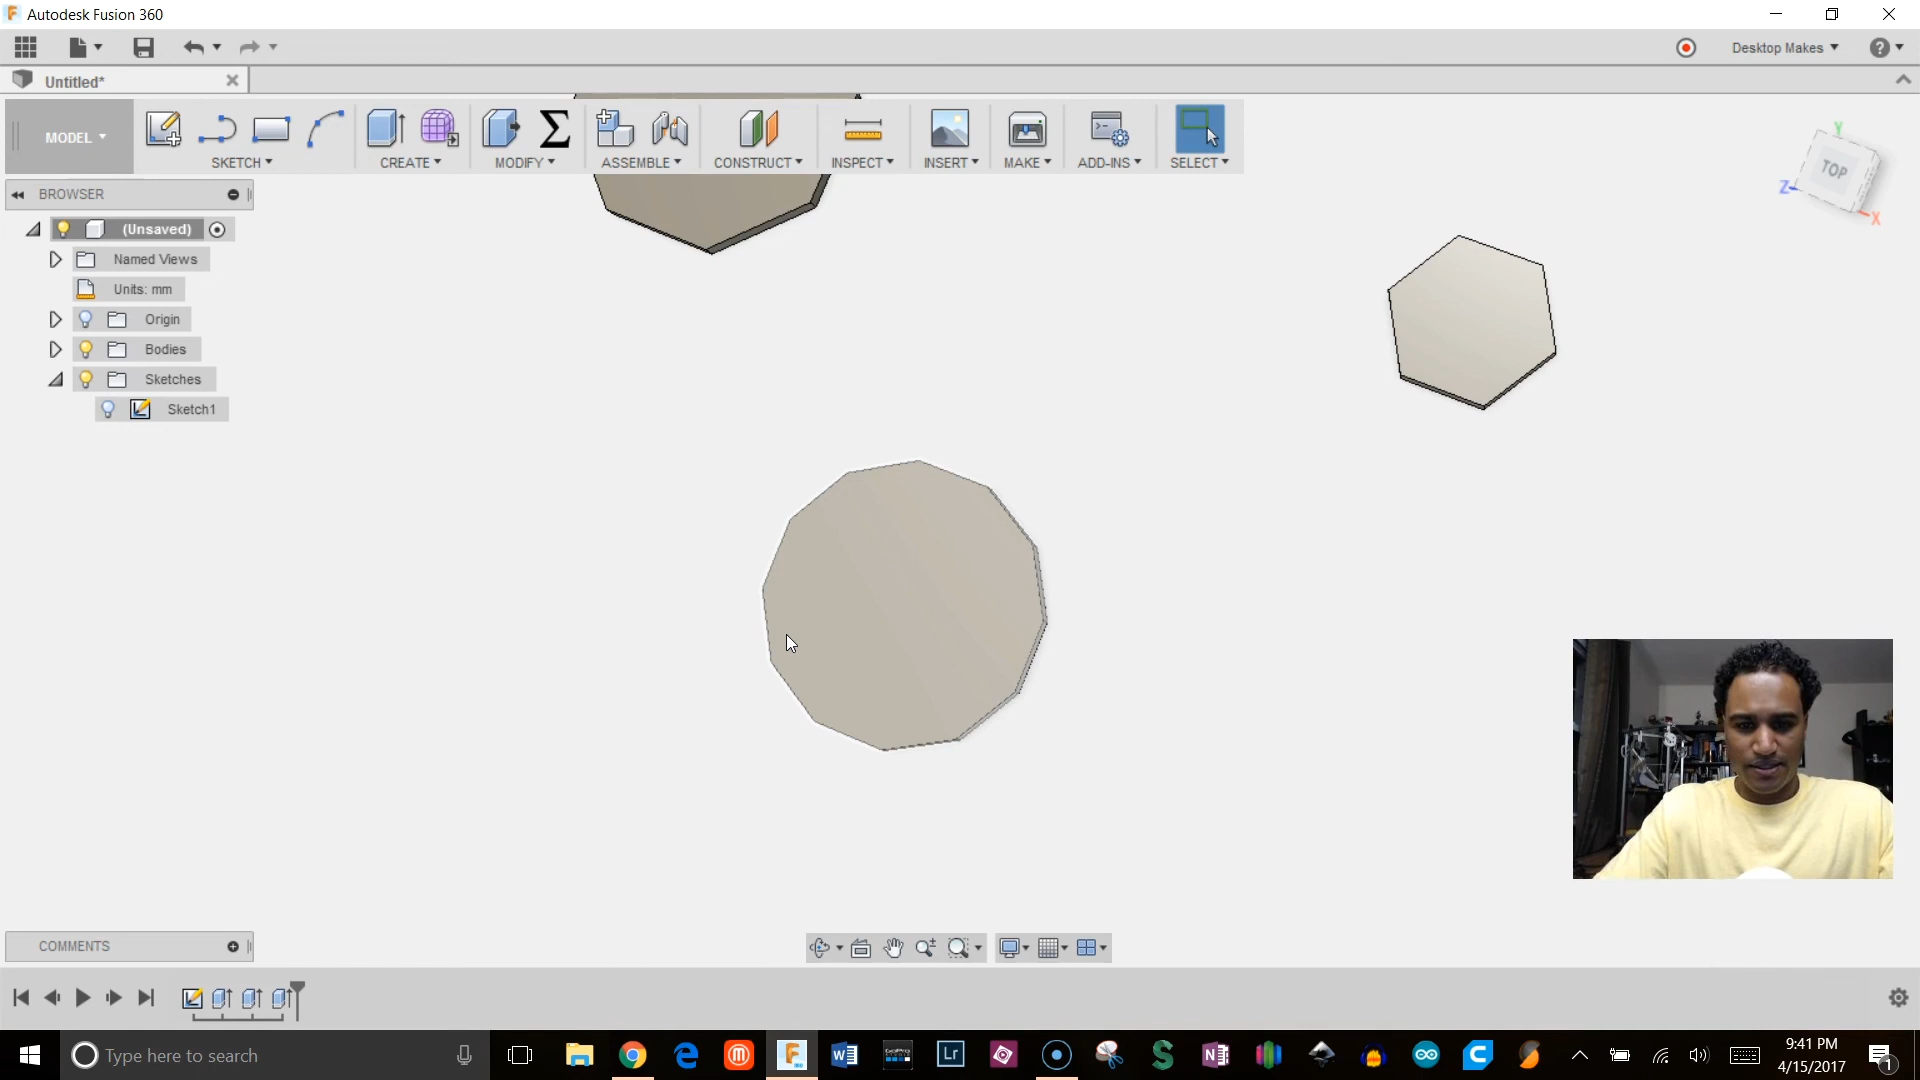 Autodesk Fusion 360
Desktop Makes
Untitled*
MODEL
SKETCH
CREATE
MODIFY
ASSEMBLE
CONSTRUCT
INSPECT
INSERT
MAKE
ADD-INS
SELECT
Y
TOP
Z
X
BROWSER
(Unsaved)
Named Views
Units: mm
Origin
Bodies
Sketches
Sketch1
COMMENTS
Type here to search
Lr
9:41 PM
4/15/2017
1